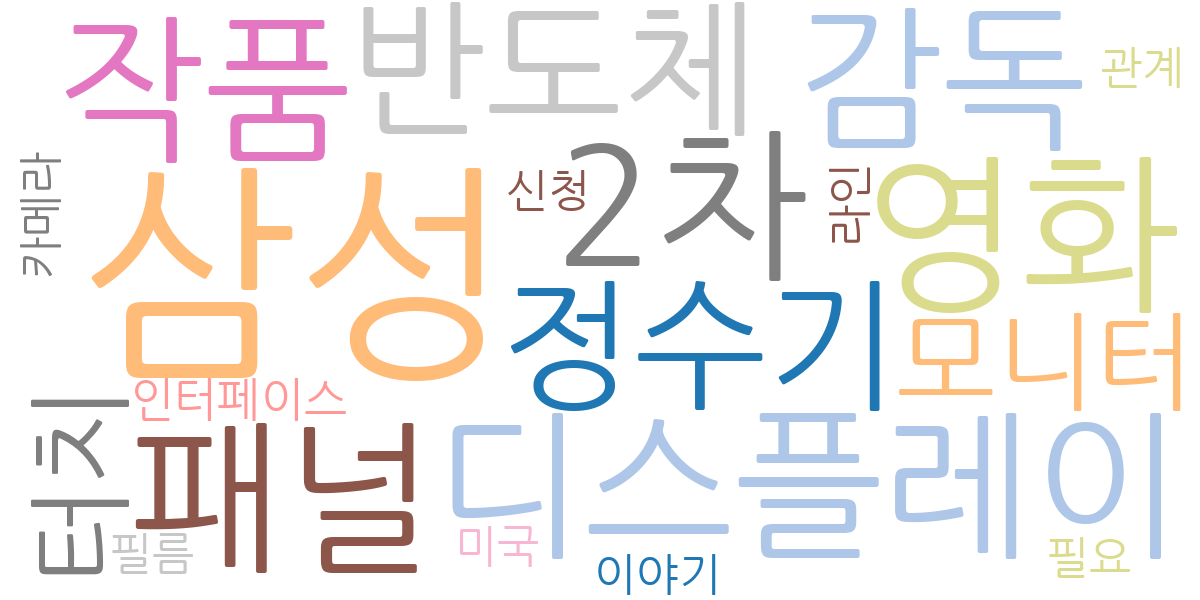 작품
반도체
감독
관계
카메라
삼성
신청
2차
라인
영화
정수기
모니터
인터페이스
터치
패널
디스플레이
필름
미국
이야기
필요